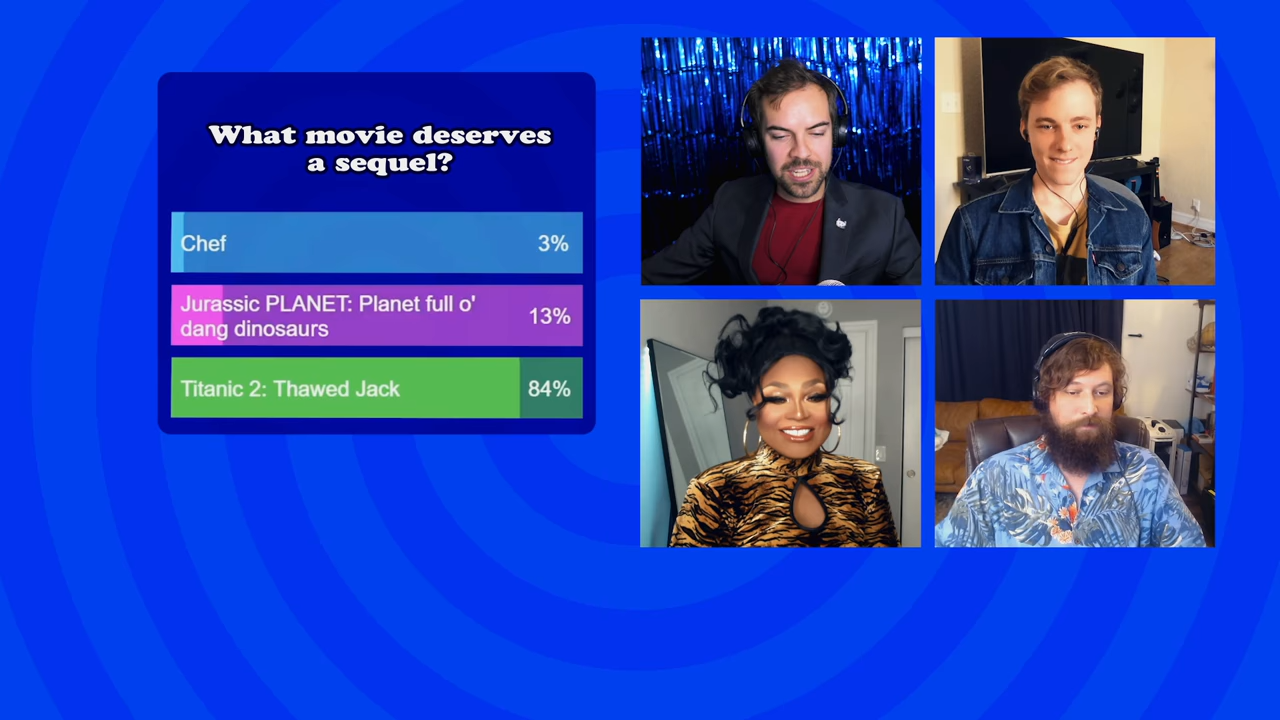 What movie deserves
a sequel?
Chef 3%
Jurassic PLANET: Planet full o'
dang dinosaurs 13%
Titanic 2: Thawed Jack 84%